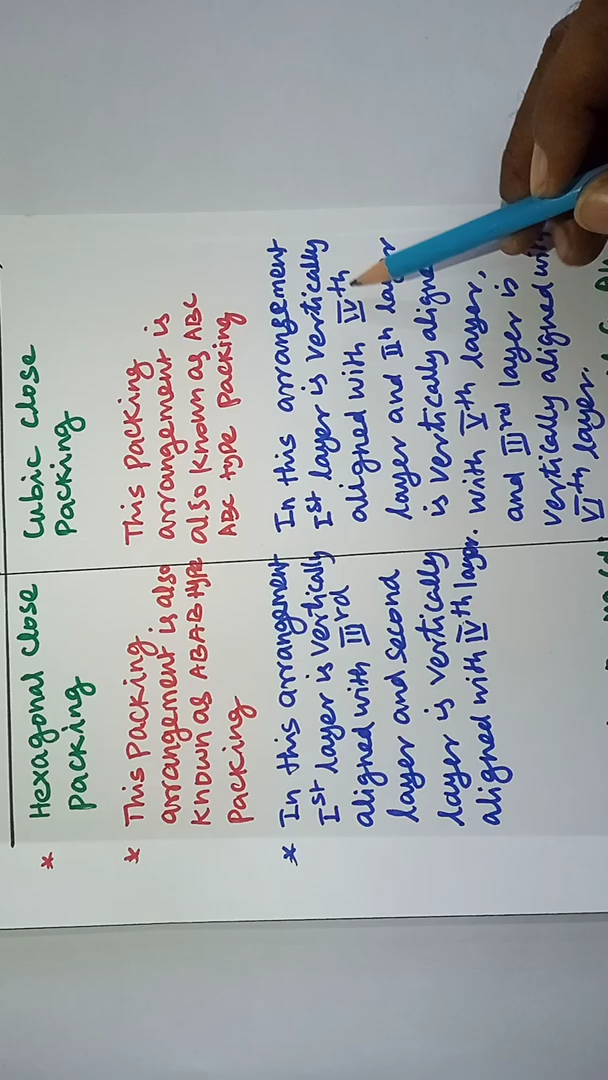 * Hexagonal close
packing
* This packing
arrangement is also
known as ABAB type
packing
* In this arrangement
Ist layer is vertically
aligned with IIIrd
layer and second
layer is vertically
aligned with IVth layer.
Cubic close
packing
This packing
arrangement is
also known as ABC
ABC type packing
In this arrangement
Ist layer is vertically
aligned with IVth
layer and IIn layer
is verticaly aligne
with Vth layer,
and IIIrd layer is
vertically aligned with
VIth layer.